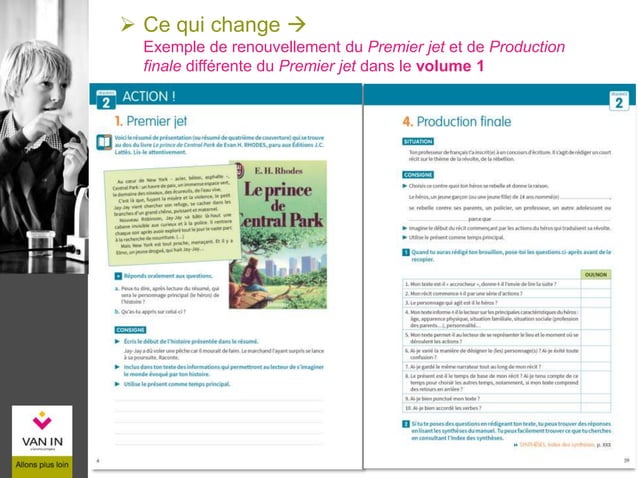 ➢ Ce qui change →
Exemple de renouvellement du Premier jet et de Production
finale différente du Premier jet dans le volume 1
SÉQUENCE
2
ACTION !
1. Premier jet
Voici le résumé de présentation (ou résumé de quatrième de couverture) qui se trouve
au dos du livre Le prince de Central Park de Evan H. RHODES, paru aux Éditions J.C.
Lattès. Lis-le attentivement.
Au cœur de New York – acier, béton, asphalte –,
Central Park : un havre de paix, un immense espace vert,
le domaine des oiseaux, des écureuils, de l'eau vive.
C'est là que, fuyant la misère et la violence, le petit
Jay-Jay vient chercher son refuge, se cacher dans les
branches d'un grand chêne, puissant et maternel.
Nouveau Robinson, Jay-Jay va bâtir là-haut une
cabane invisible aux curieux et à la police. Il rentrera
chaque soir après avoir exploré tout le jour le vaste parc
à la recherche de nourriture. (...)
Mais New York est tout proche, menaçant. Et il y a
Elmo, un drogué, qui hait Jay-Jay...
E. H. Rhodes
Le prince
de
Central Park
Réponds oralement aux questions.
a. Peux-tu dire, après lecture du résumé, qui
sera le personnage principal (le héros) de
l'histoire ?
b. Qu'as-tu appris sur celui-ci ?
CONSIGNE
► Écris le début de l'histoire présentée dans le résumé.
Jay-Jay a dû voler une pêche car il mourait de faim. Le marchand l'ayant surpris se lance
à sa poursuite. Raconte.
► Inclus dans ton texte des informations qui permettront au lecteur de s'imaginer
le monde évoqué par ton histoire.
► Utilise le présent comme temps principal.
4
SÉQUENCE
2
4. Production finale
SITUATION
Ton professeur de français t'a inscrit(e) à un concours d'écriture. Il s'agit de rédiger un court
récit sur le thème de la révolte, de la rébellion.
CONSIGNE
► Choisis ce contre quoi ton héros se rebelle et donne la raison.
Le héros, un jeune garçon (ou une jeune fille) de 14 ans nommé(e)
se rebelle contre ses parents, un policier, un professeur, un autre adolescent ou
parce que
► Imagine le début du récit commençant par les actions du héros qui traduisent sa révolte.
► Utilise le présent comme temps principal.
1 Quand tu auras rédigé ton brouillon, pose-toi les questions ci-après avant de le
recopier.
OUI/NON
1. Mon texte est-il « accrocheur », donne-t-il l'envie de lire la suite ?
2. Mon récit commence-t-il par une série d'actions ?
3. Le personnage qui agit est-il le héros ?
4. Mon texte informe-t-il le lecteur sur les principales caractéristiques du héros :
âge, apparence physique, situation familiale, situation sociale (profession
des parents...), personnalité...
5. Mon texte permet-il au lecteur de se représenter le lieu et le moment où se
déroulent les actions ?
6. Ai-je varié la manière de désigner le (les) personnage(s) ? Ai-je évité toute
confusion ?
7. Ai-je gardé le même narrateur tout au long de mon récit ?
8. Le présent est-il le temps de base de mon récit ? Ai-je tenu compte de ce
temps pour choisir les autres temps, notamment, si mon texte comprend
des retours en arrière ?
9. Ai-je bien ponctué mon texte ?
10. Ai-je bien accordé les verbes ?
2 Si tu te poses des questions en rédigeant ton texte, tu peux trouver des réponses
en lisant les synthèses du manuel. Tu peux facilement trouver ce que tu cherches
en consultant l'Index des synthèses.
» SYNTHÈSES, Index des synthèses, p. XXX
39
VAN IN
Allons plus loin